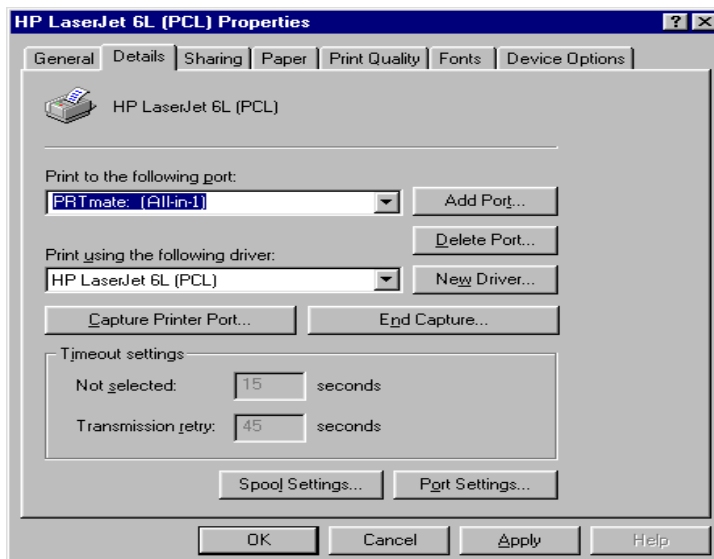 HP LaserJet 6L (PCL) Properties
General Details Sharing Paper Print Quality Fonts Device Options
HP LaserJet 6L (PCL)
Print to the following port:
PRTmate: (All-in-1) Add Port...
Delete Port...
Print using the following driver:
HP LaserJet 6L (PCL) New Driver...
Capture Printer Port... End Capture...
Timeout settings
Not selected: 15 seconds
Transmission retry: 45 seconds
Spool Settings... Port Settings...
OK Cancel Apply Help